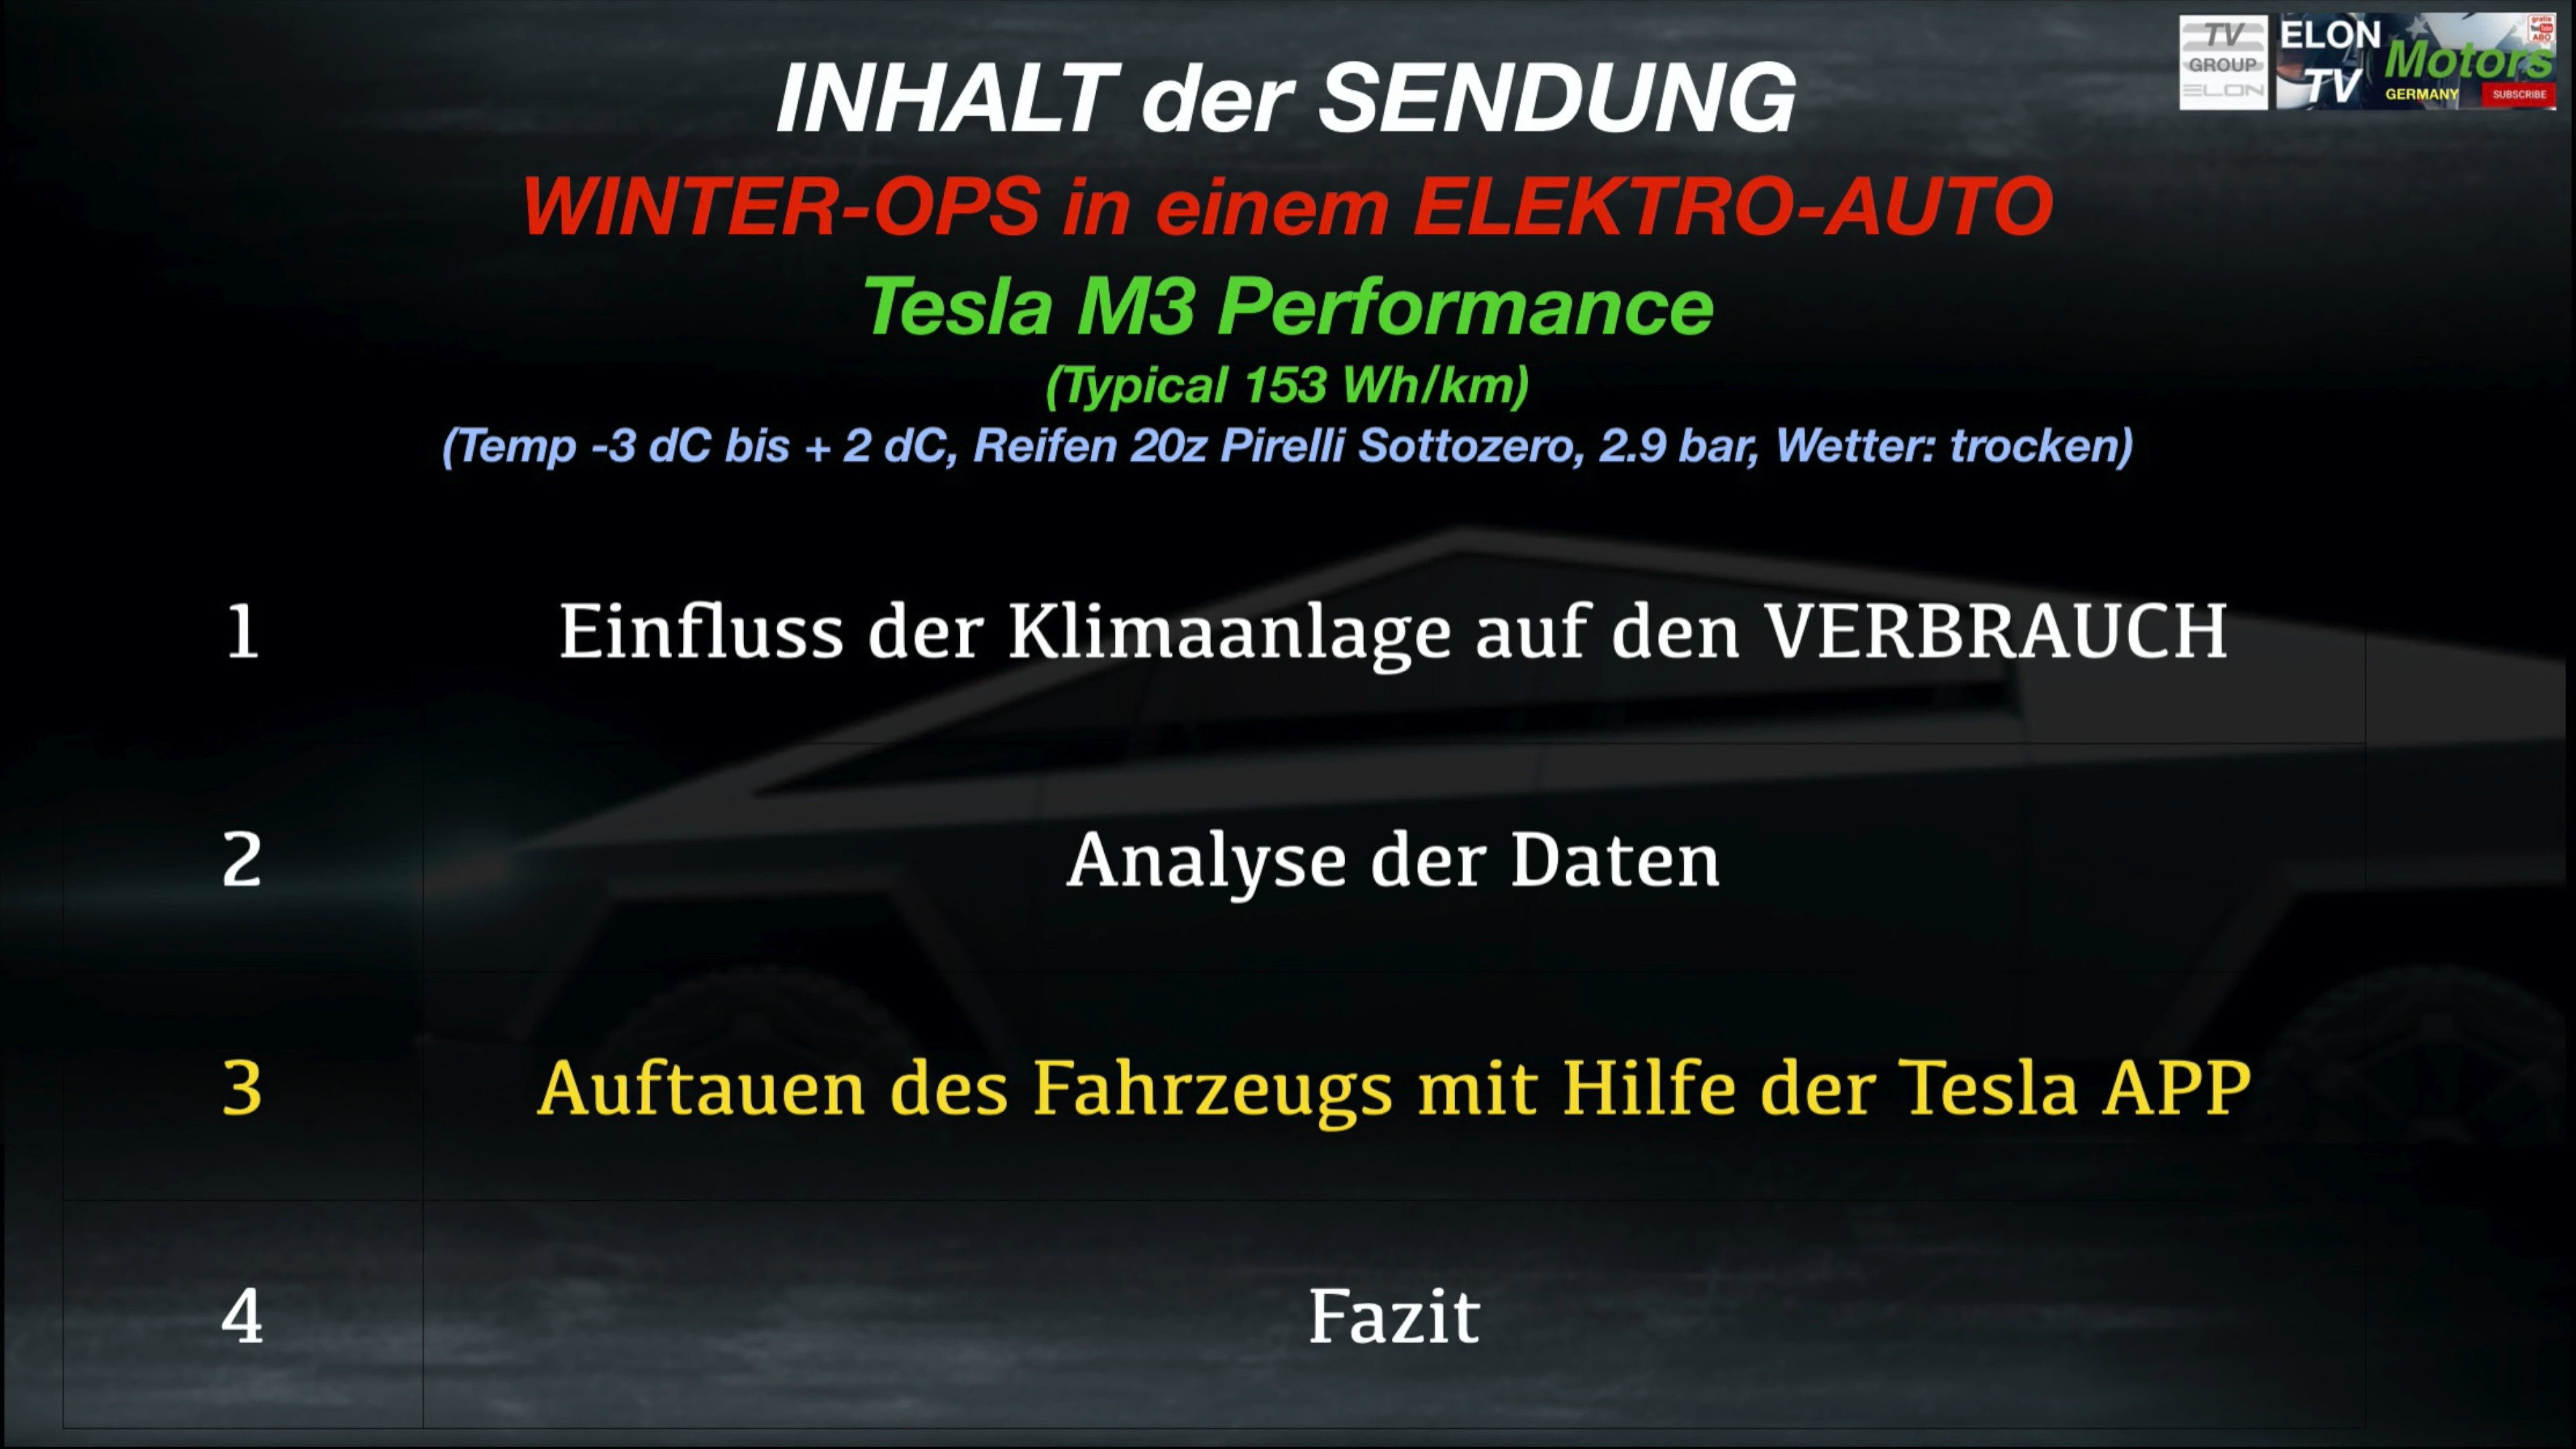 TV
GROUP
ELON
ELON
TV
Motors
GERMANY
gratis
ABO
SUBSCRIBE
INHALT der SENDUNG
WINTER-OPS in einem ELEKTRO-AUTO
Tesla M3 Performance
(Typical 153 Wh/km)
(Temp -3 dC bis + 2 dC, Reifen 20z Pirelli Sottozero, 2.9 bar, Wetter: trocken)
1 Einfluss der Klimaanlage auf den VERBRAUCH
2 Analyse der Daten
3 Auftauen des Fahrzeugs mit Hilfe der Tesla APP
4 Fazit